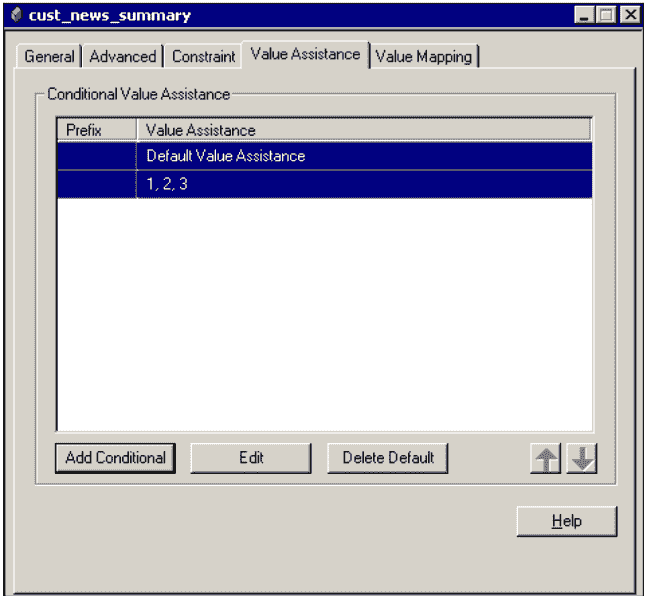 cust_news_summary
General Advanced Constraint Value Assistance Value Mapping
Conditional Value Assistance
Prefix Value Assistance
Default Value Assistance
1, 2, 3
Add Conditional Edit Delete Default
Help